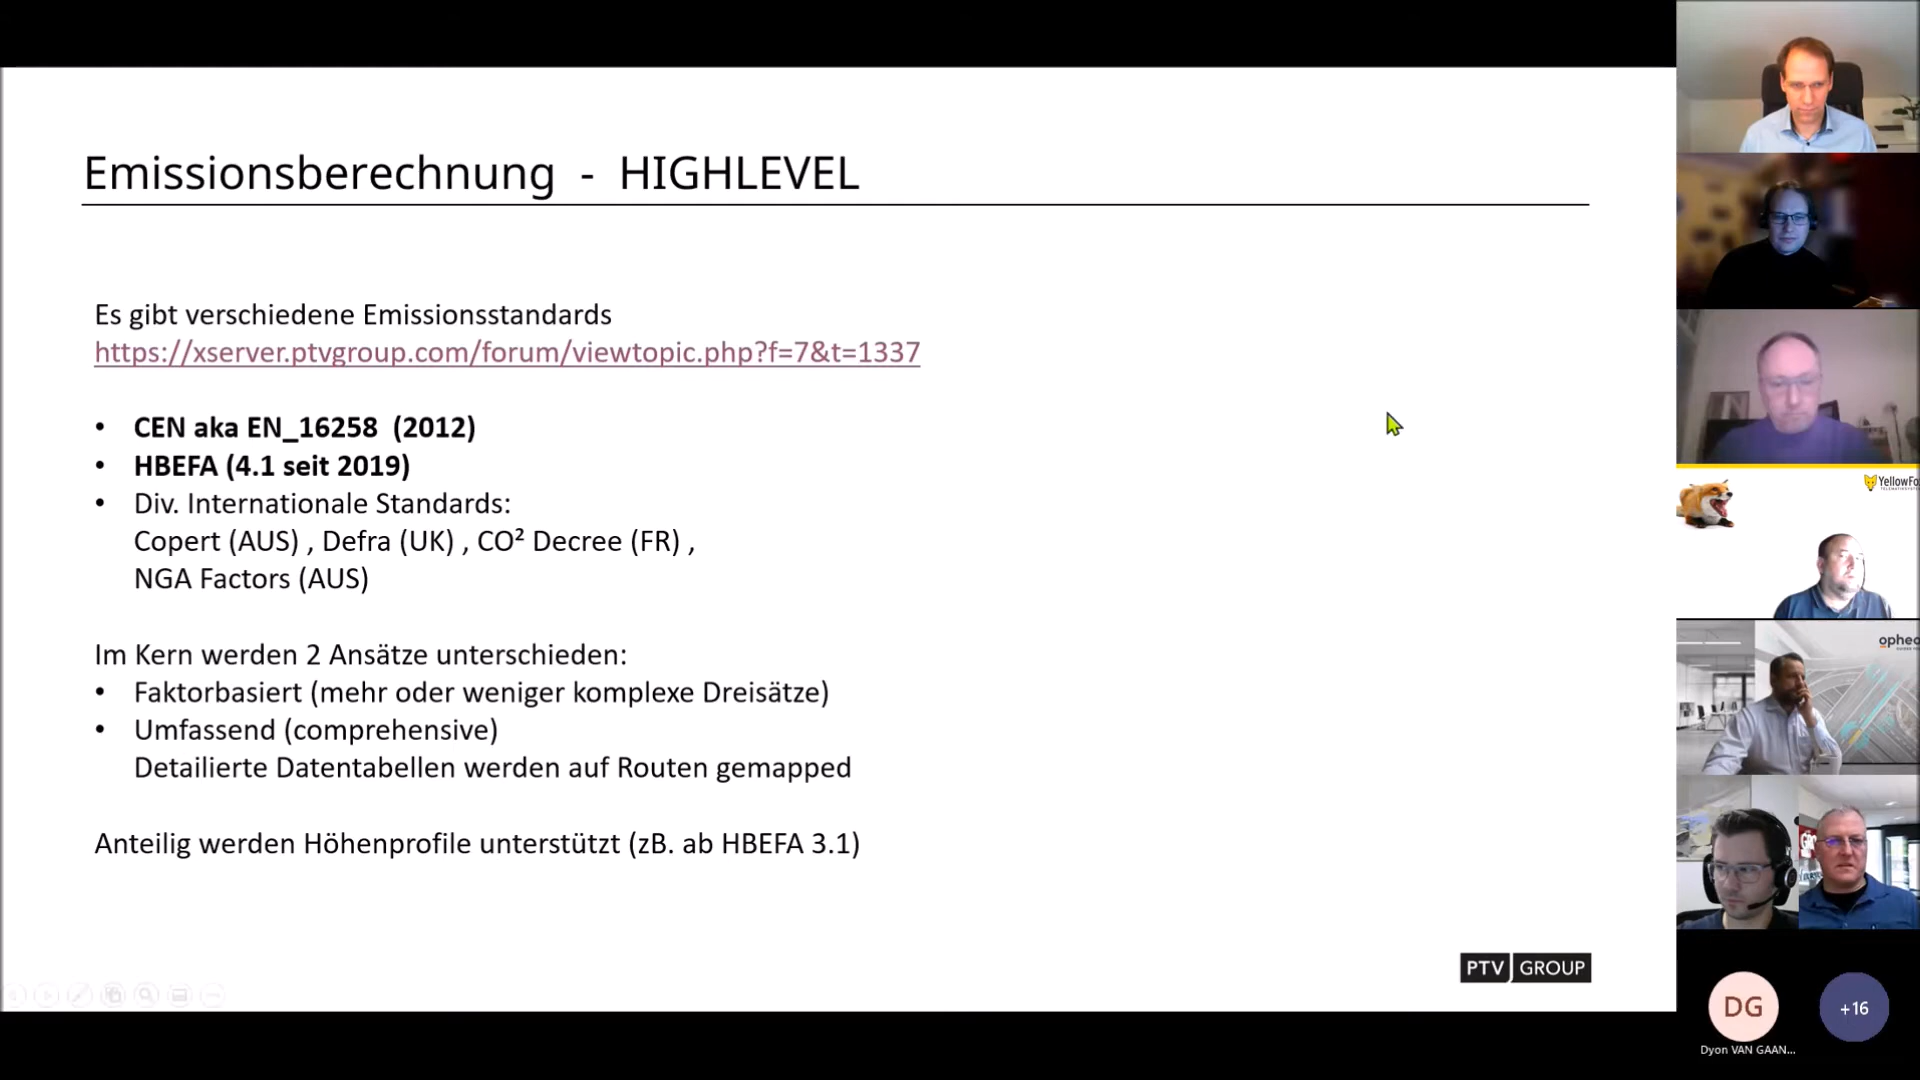 Emissionsberechnung - HIGHLEVEL
Es gibt verschiedene Emissionsstandards
https://xserver.ptvgroup.com/forum/viewtopic.php?f=7&t=1337
• CEN aka EN_16258 (2012)
• HBEFA (4.1 seit 2019)
• Div. Internationale Standards:
Copert (AUS) , Defra (UK) , CO² Decree (FR) ,
NGA Factors (AUS)
Im Kern werden 2 Ansätze unterschieden:
• Faktorbasiert (mehr oder weniger komplexe Dreisätze)
• Umfassend (comprehensive)
Detailierte Datentabellen werden auf Routen gemapped
Anteilig werden Höhenprofile unterstützt (zB. ab HBEFA 3.1)
PTV GROUP
YellowFo
ophe
DG
+16
Dyon VAN GAAN...